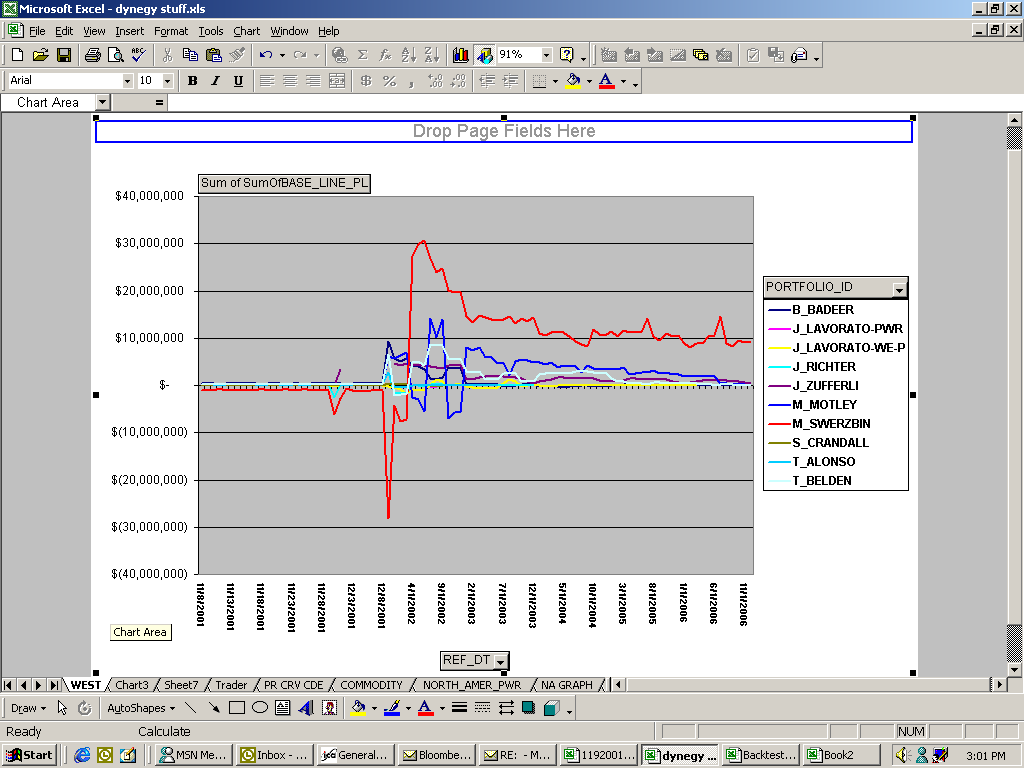 Microsoft Excel - dynegy stuff.xls
File Edit View Insert Format Tools Chart Window Help
91%
Arial 10 B I U $ % ,
Chart Area =
Drop Page Fields Here
Sum of SumOfBASE_LINE_PL
$40,000,000
$30,000,000
$20,000,000
$10,000,000
$-
$(10,000,000)
$(20,000,000)
$(30,000,000)
$(40,000,000)
PORTFOLIO_ID
B_BADEER
J_LAVORATO-PWR
J_LAVORATO-WE-P
J_RICHTER
J_ZUFFERLI
M_MOTLEY
M_SWERZBIN
S_CRANDALL
T_ALONSO
T_BELDEN
11/8/2001 11/13/2001 11/18/2001 11/23/2001 11/28/2001 12/3/2001 12/8/2001 4/1/2002 9/1/2002 2/1/2003 7/1/2003 12/1/2003 5/1/2004 10/1/2004 3/1/2005 8/1/2005 1/1/2006 6/1/2006 11/1/2006
Chart Area
REF_DT
WEST Chart3 Sheet7 Trader PR CRV CDE COMMODITY NORTH_AMER_PWR NA GRAPH
Draw AutoShapes
Ready Calculate NUM
Start MSN Me... Inbox - ... General... Bloombe... RE: - M... 1192001... dynegy ... Backtest... Book2 3:01 PM